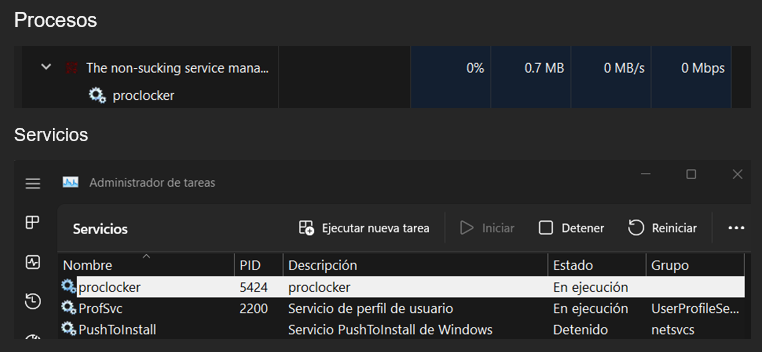 Procesos
The non-sucking service mana... 0% 0.7 MB 0 MB/s 0 Mbps
proclocker
Servicios
Administrador de tareas
Servicios Ejecutar nueva tarea Iniciar Detener Reiniciar
Nombre PID Descripción Estado Grupo
proclocker 5424 proclocker En ejecución
ProfSvc 2200 Servicio de perfil de usuario En ejecución UserProfileSe...
PushToInstall Servicio PushToInstall de Windows Detenido netsvcs